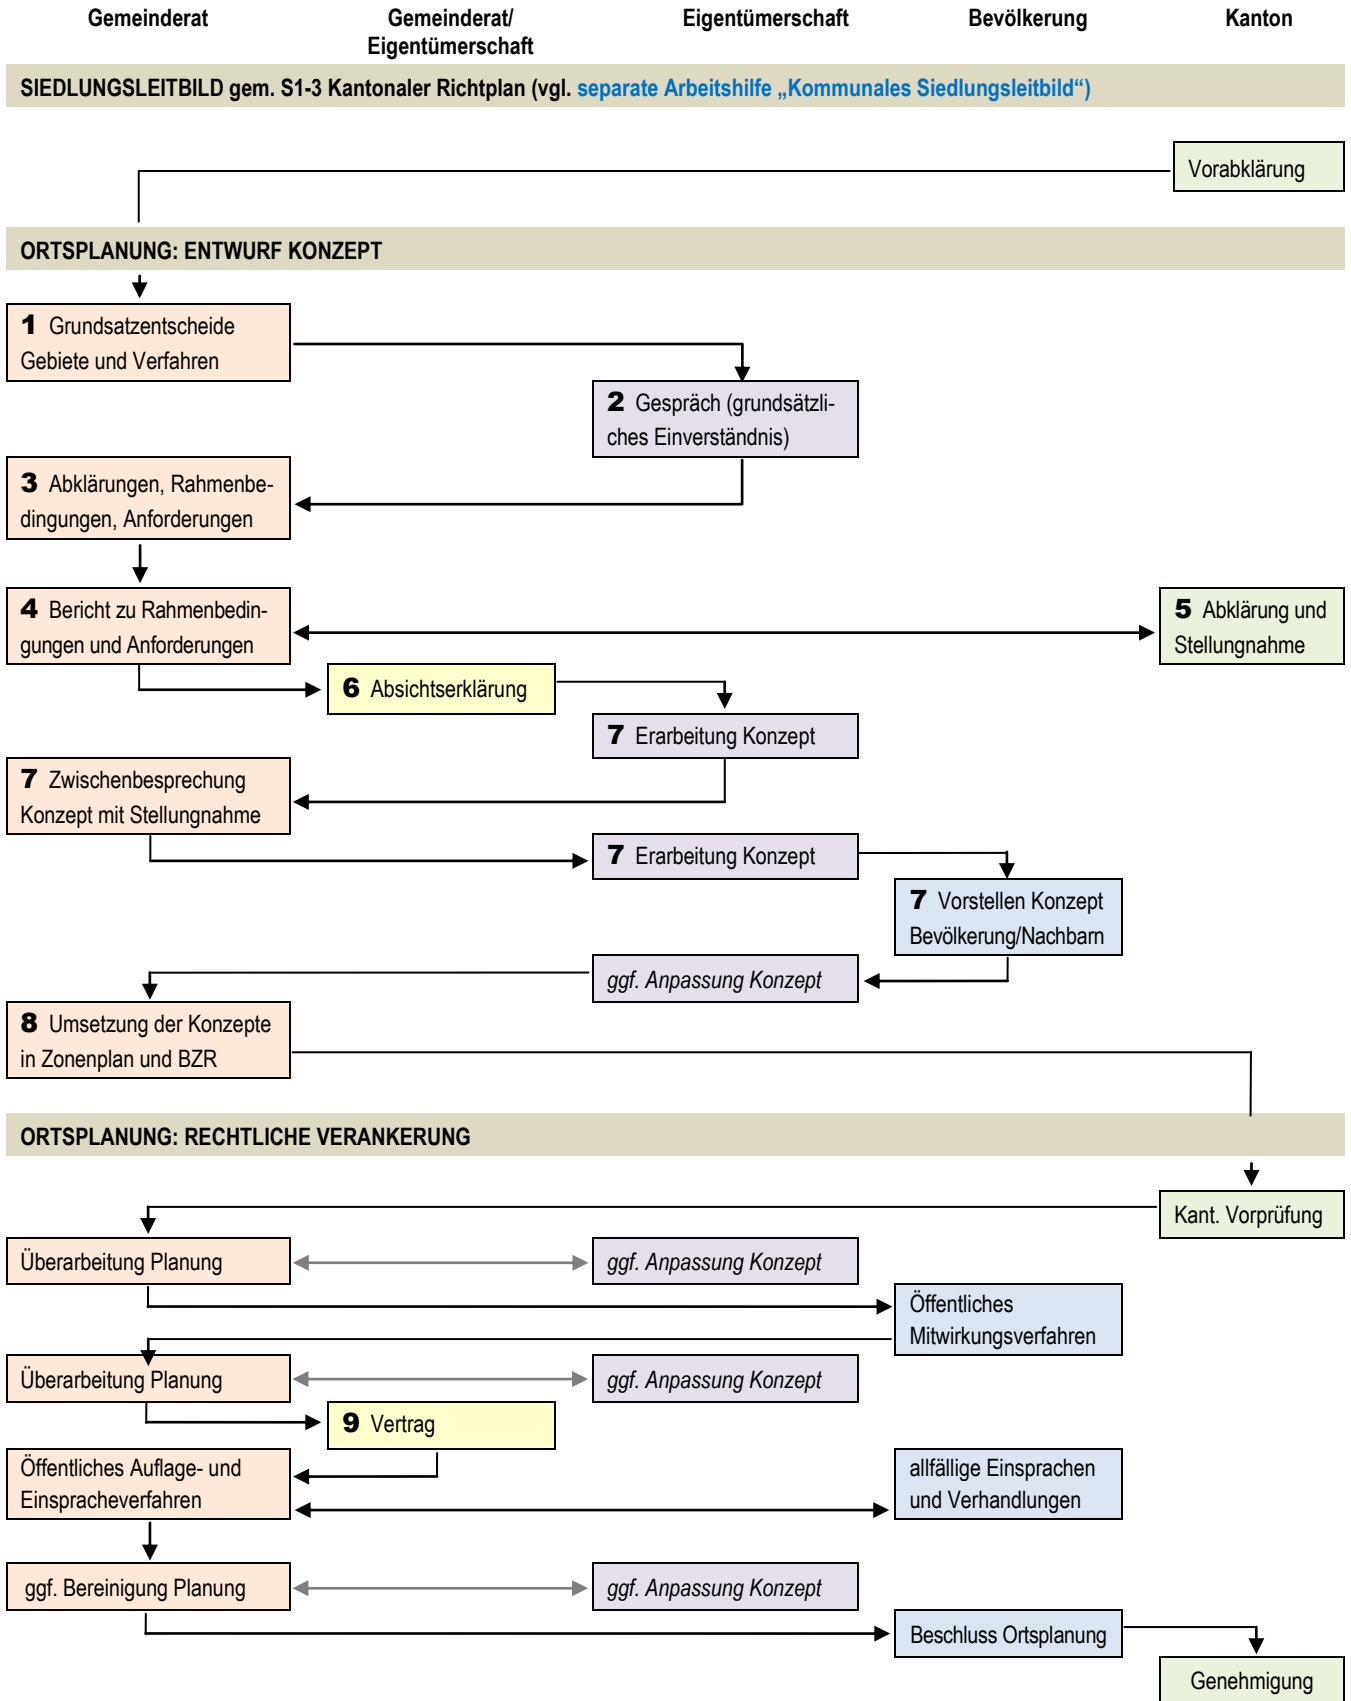 Gemeinderat
Gemeinderat/
Eigentümerschaft
Eigentümerschaft
Bevölkerung
Kanton
SIEDLUNGSLEITBILD gem. S1-3 Kantonaler Richtplan (vgl. separate Arbeitshilfe „Kommunales Siedlungsleitbild“)
Vorabklärung
ORTSPLANUNG: ENTWURF KONZEPT
1 Grundsatzentscheide
Gebiete und Verfahren
2 Gespräch (grundsätzli-
ches Einverständnis)
3 Abklärungen, Rahmenbe-
dingungen, Anforderungen
4 Bericht zu Rahmenbedin-
gungen und Anforderungen
5 Abklärung und
Stellungnahme
6 Absichtserklärung
7 Erarbeitung Konzept
7 Zwischenbesprechung
Konzept mit Stellungnahme
7 Erarbeitung Konzept
7 Vorstellen Konzept
Bevölkerung/Nachbarn
ggf. Anpassung Konzept
8 Umsetzung der Konzepte
in Zonenplan und BZR
ORTSPLANUNG: RECHTLICHE VERANKERUNG
Kant. Vorprüfung
Überarbeitung Planung
ggf. Anpassung Konzept
Öffentliches
Mitwirkungsverfahren
Überarbeitung Planung
ggf. Anpassung Konzept
9 Vertrag
Öffentliches Auflage- und
Einspracheverfahren
allfällige Einsprachen
und Verhandlungen
ggf. Bereinigung Planung
ggf. Anpassung Konzept
Beschluss Ortsplanung
Genehmigung